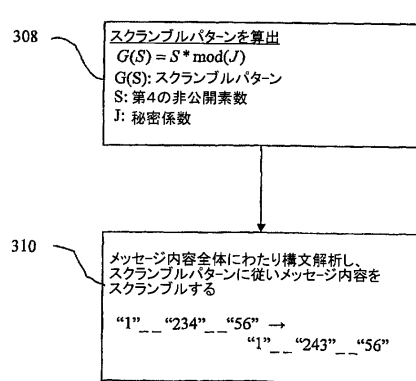 308
スクランブルパターンを算出
G(S) = S * mod(J)
G(S): スクランブルパターン
S: 第4の非公開素数
J: 秘密係数
310
メッセージ内容全体にわたり構文解析し、
スクランブルパターンに従いメッセージ内容を
スクランブルする
“1”_ _ “234”_ _“56” →
“1”_ _ “243”_ _“56”